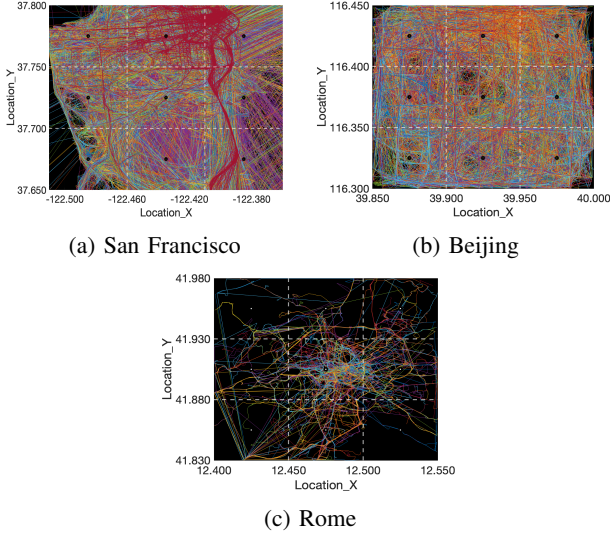 37.800
37.750
37.700
37.650
Location_Y
-122.500 -122.460 -122.420 -122.380
Location_X
(a) San Francisco
116.450
116.400
116.350
116.300
Location_Y
39.850 39.900 39.950 40.000
Location_X
(b) Beijing
41.980
41.930
41.880
41.830
Location_Y
12.400 12.450 12.500 12.550
Location_X
(c) Rome